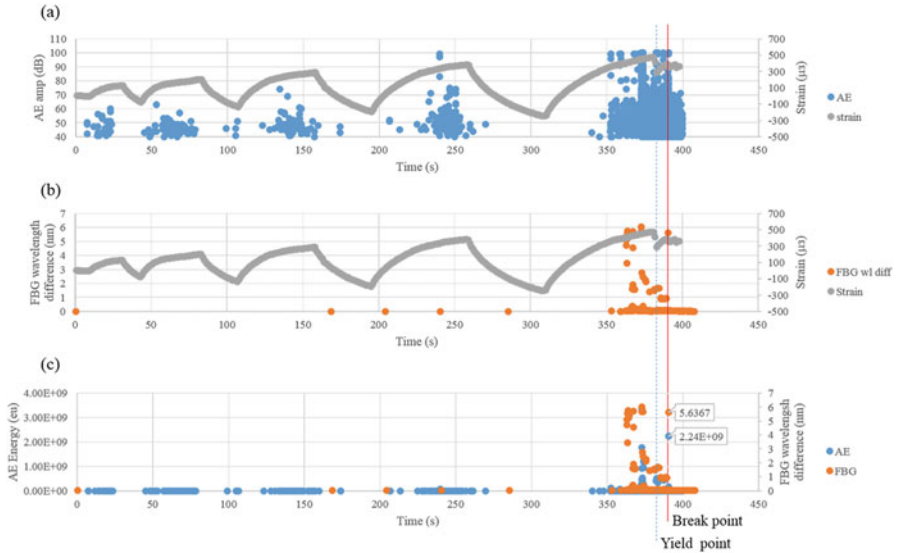 (a)
110
100
90
80
70
60
50
40
AE amp (dB)
700
500
300
100
-100
-300
-500
Strain (με)
0 50 100 150 200 250 300 350 400 450
Time (s)
AE
strain
(b)
7
6
5
4
3
2
1
0
FBG wavelength
difference (nm)
700
500
300
100
-100
-300
-500
Strain (με)
0 50 100 150 200 250 300 350 400 450
Time (s)
FBG wl diff
Strain
(c)
4.00E+09
3.00E+09
2.00E+09
1.00E+09
0.00E+00
AE Energy (eu)
7
6
5
4
3
2
1
0
FBG wavelengsh
difference (nm)
5.6367
2.24E+09
0 50 100 150 200 250 300 350 400 450
Time (s)
AE
FBG
Break point
Yield point